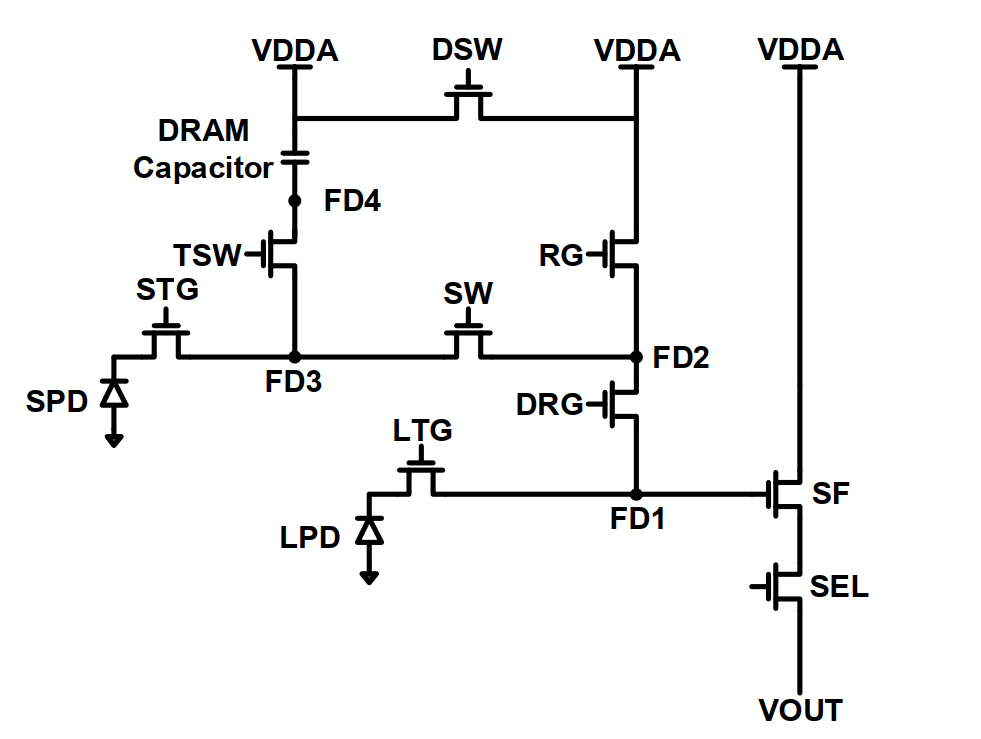 VDDA
DSW
VDDA
VDDA
DRAM
Capacitor
FD4
TSW
RG
STG
SW
FD3
FD2
SPD
DRG
LTG
FD1
SF
LPD
SEL
VOUT